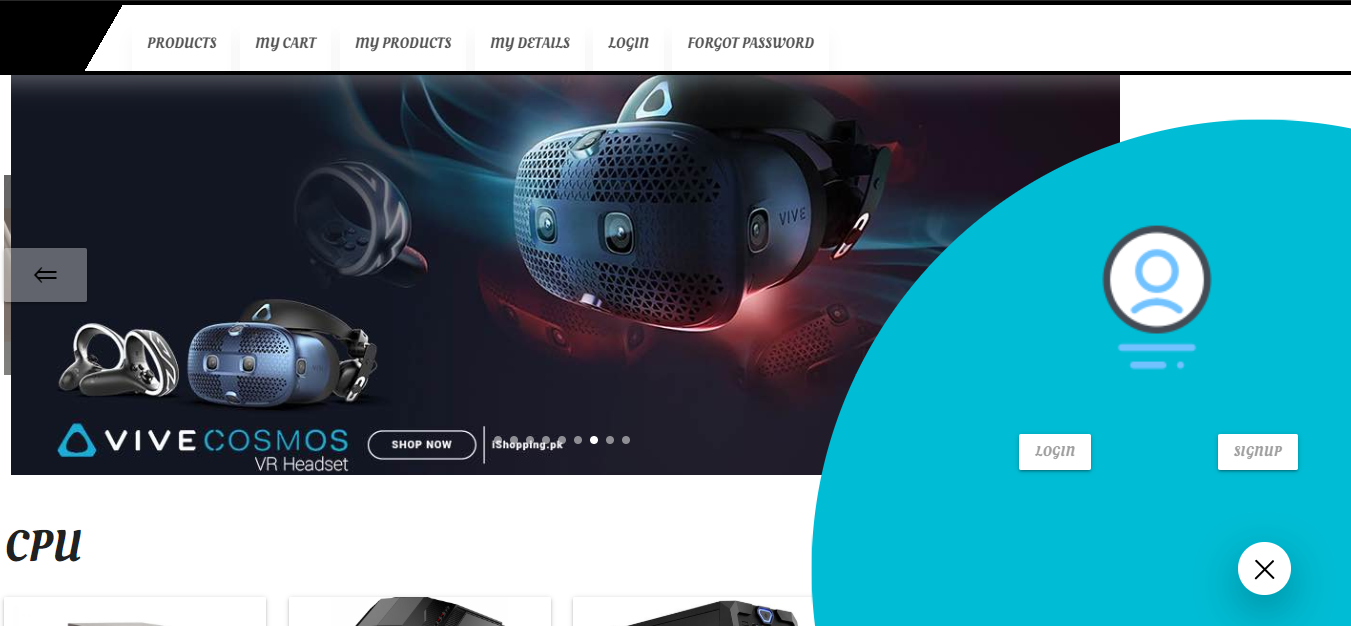 PRODUCTS MY CART MY PRODUCTS MY DETAILS LOGIN FORGOT PASSWORD
VIVE
VIVE COSMOS
VR Headset
SHOP NOW
iShopping.pk
LOGIN SIGNUP
CPU